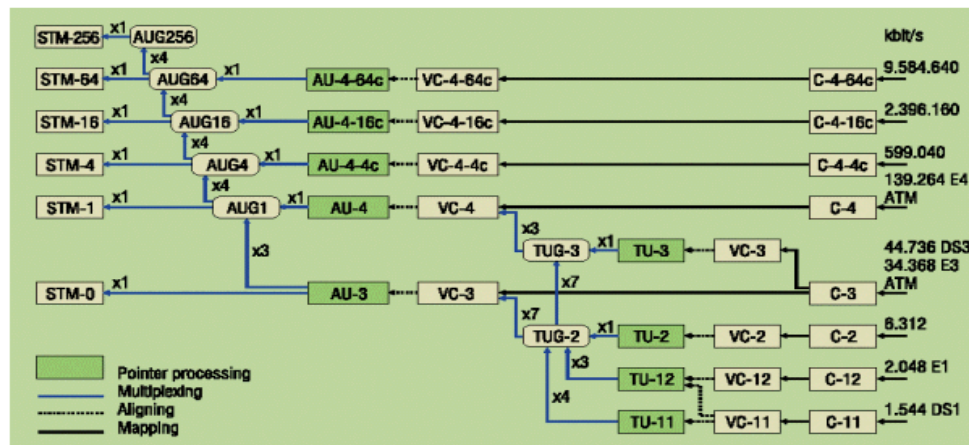 kbit/s
STM-256 x1 AUG256
x4
STM-64 x1 AUG64 x1 AU-4-64c VC-4-64c C-4-64c 9.584.640
x4
STM-16 x1 AUG16 x1 AU-4-16c VC-4-16c C-4-16c 2.396.160
x4
STM-4 x1 AUG4 x1 AU-4-4c VC-4-4c C-4-4c 599.040
x4
139.264 E4
STM-1 x1 AUG1 x1 AU-4 VC-4 C-4 ATM
x3 x3
TUG-3 x1 TU-3 VC-3 44.736 DS3
34.368 E3
x7
STM-0 x1 AU-3 VC-3 C-3 ATM
x7
TUG-2 x1 TU-2 VC-2 C-2 6.312
x3
TU-12 VC-12 C-12 2.048 E1
x4
TU-11 VC-11 C-11 1.544 DS1
Pointer processing
Multiplexing
Aligning
Mapping